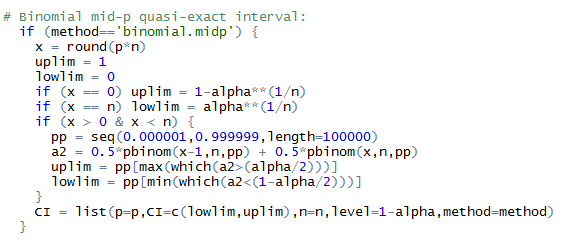 # Binomial mid-p quasi-exact interval:
if (method=='binomial.midp') {
x = round(p*n)
uplim = 1
lowlim = 0
if (x == 0) uplim = 1-alpha**(1/n)
if (x == n) lowlim = alpha**(1/n)
if (x > 0 & x < n) {
pp = seq(0.000001,0.999999,length=100000)
a2 = 0.5*pbinom(x-1,n,pp) + 0.5*pbinom(x,n,pp)
uplim = pp[max(which(a2>(alpha/2)))]
lowlim = pp[min(which(a2<(1-alpha/2)))]
}
CI = list(p=p,CI=c(lowlim,uplim),n=n,level=1-alpha,method=method)
}